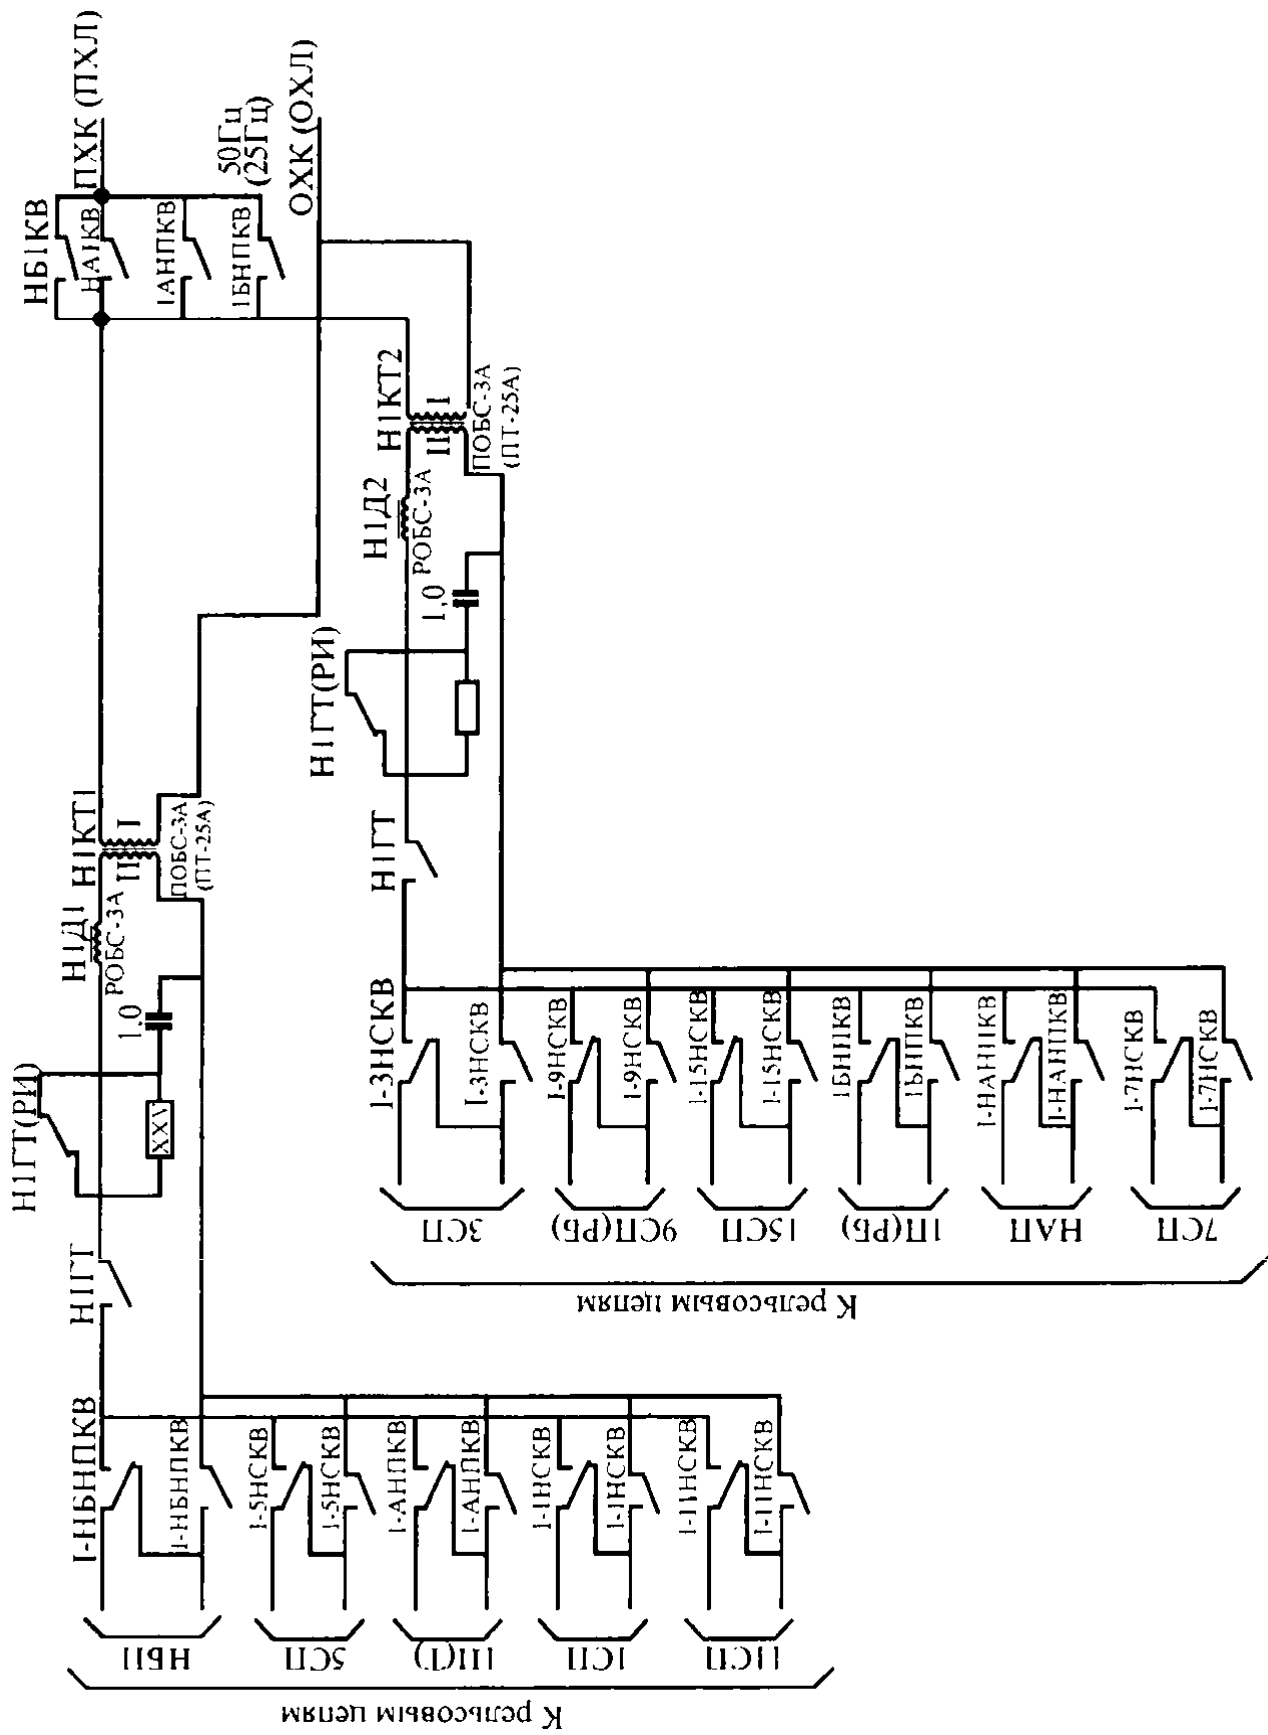 НБ1КВ
НА1КВ
1АНПКВ
1БНПКВ
ПХК (ПХЛ)
50Гц
(25Гц)
ОХК (ОХЛ)
Н1КТ1
I
II
ПОБС-3А
(ПТ-25А)
Н1Д1
РОБС-3А
1,0
Н1ГТ(РИ)
XXV
Н1ГТ
Н1КТ2
I
II
ПОБС-3А
(ПТ-25А)
Н1Д2
РОБС-3А
1,0
Н1ГТ(РИ)
Н1ГТ
1-3НСКВ
1-3НСКВ
1-9НСКВ
1-9НСКВ
1-15НСКВ
1-15НСКВ
1БНПКВ
1БНПКВ
1-НАНПКВ
1-НАНПКВ
1-7НСКВ
1-7НСКВ
3СП
9СП(РБ)
15СП
1П(РБ)
НАП
7СП
К рельсовым цепям
1-НБНПКВ
1-НБНПКВ
1-5НСКВ
1-5НСКВ
1-АНПКВ
1-АНПКВ
1-1НСКВ
1-1НСКВ
1-11НСКВ
1-11НСКВ
НБП
5СП
1СП
11СП
К рельсовым цепям